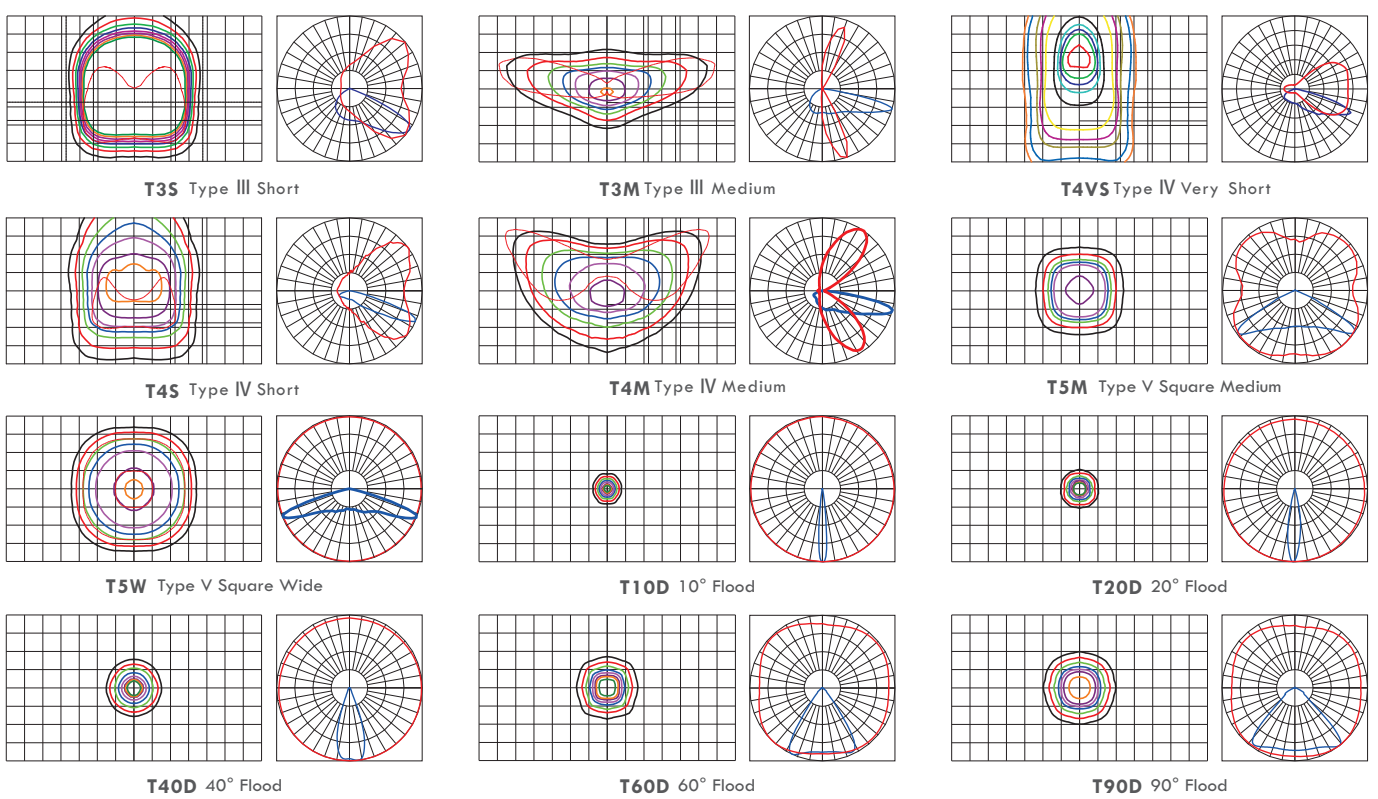 T3S Type Ⅲ Short
T3M Type Ⅲ Medium
T4VS Type Ⅳ Very Short
T4S Type Ⅳ Short
T4M Type Ⅳ Medium
T5M Type V Square Medium
T5W Type V Square Wide
T10D 10° Flood
T20D 20° Flood
T40D 40° Flood
T60D 60° Flood
T90D 90° Flood